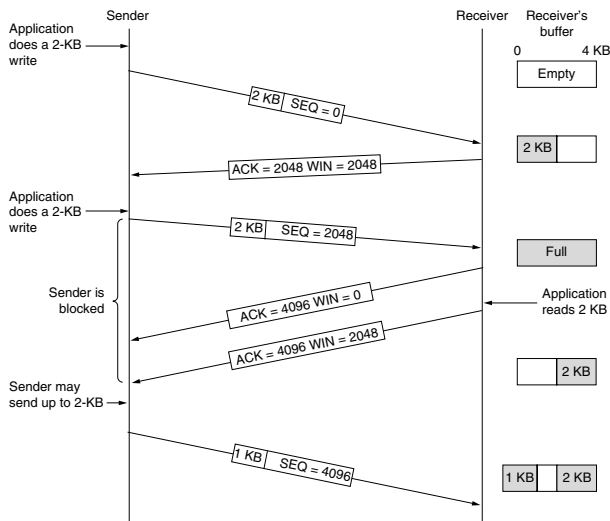 Sender
Receiver
Receiver's
buffer
Application
does a 2-KB
write
0
4 KB
Empty
2 KB SEQ = 0
2 KB
ACK = 2048 WIN = 2048
Application
does a 2-KB
write
2 KB SEQ = 2048
Full
Sender is
blocked
Application
reads 2 KB
ACK = 4096 WIN = 0
ACK = 4096 WIN = 2048
2 KB
Sender may
send up to 2-KB
1 KB SEQ = 4096
1 KB
2 KB